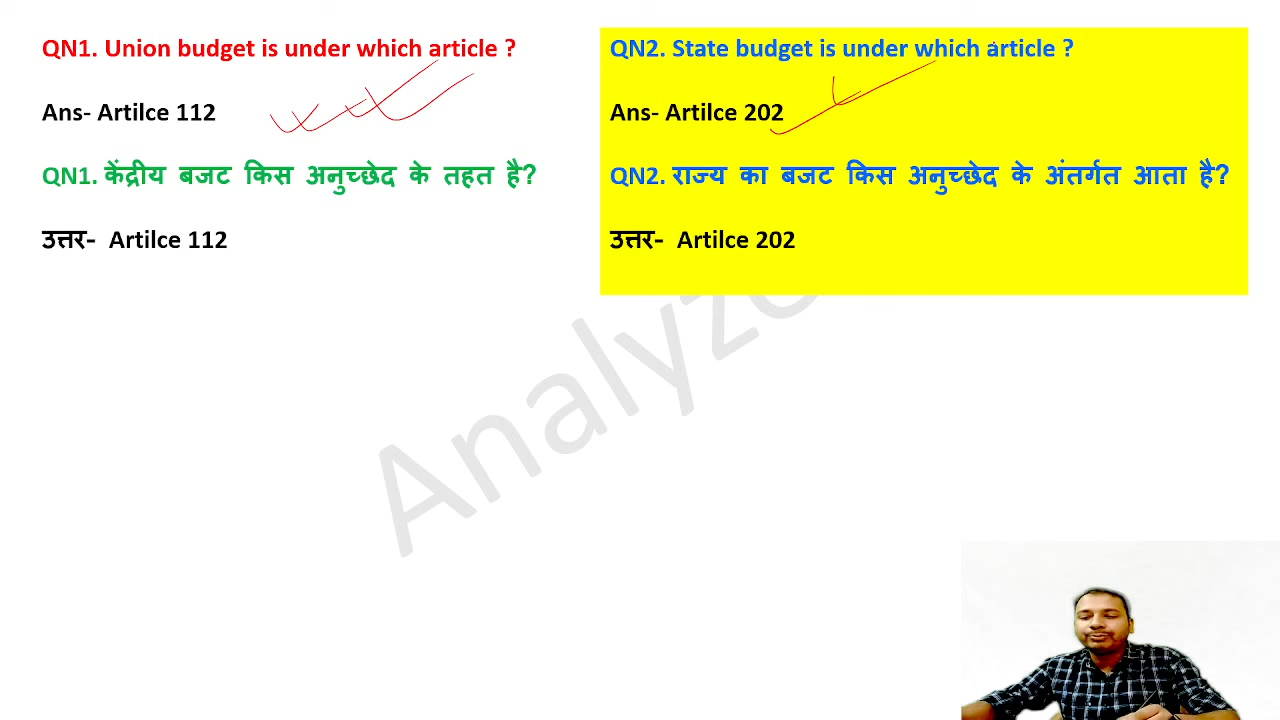 QN1. Union budget is under which article ?
Ans- Artilce 112
QN1. केंद्रीय बजट किस अनुच्छेद के तहत है?
उत्तर- Artilce 112
QN2. State budget is under which article ?
Ans- Artilce 202
QN2. राज्य का बजट किस अनुच्छेद के अंतर्गत आता है?
उत्तर- Artilce 202